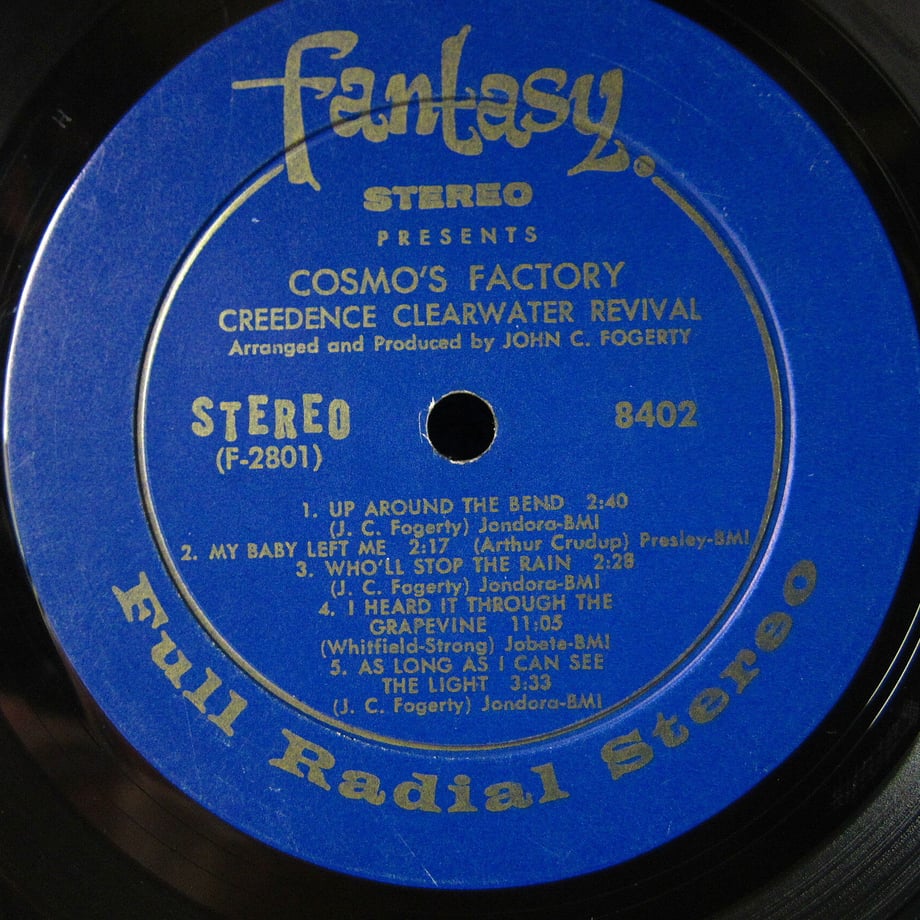 fantasy.
STEREO
PRESENTS
COSMO'S FACTORY
CREEDENCE CLEARWATER REVIVAL
Arranged and Produced by JOHN C. FOGERTY
STEREO
(F-2801)
8402
1. UP AROUND THE BEND 2:40
(J. C. Fogerty) Jondora-BMI
2. MY BABY LEFT ME 2:17 (Arthur Crudup) Presley-BMI
3. WHO'LL STOP THE RAIN 2:28
(J. C. Fogerty) Jondora-BMI
4. I HEARD IT THROUGH THE
GRAPEVINE 11:05
(Whitfield-Strong) Jobete-BMI
5. AS LONG AS I CAN SEE
THE LIGHT 3:33
(J. C. Fogerty) Jondora-BMI
Full Radial Stereo